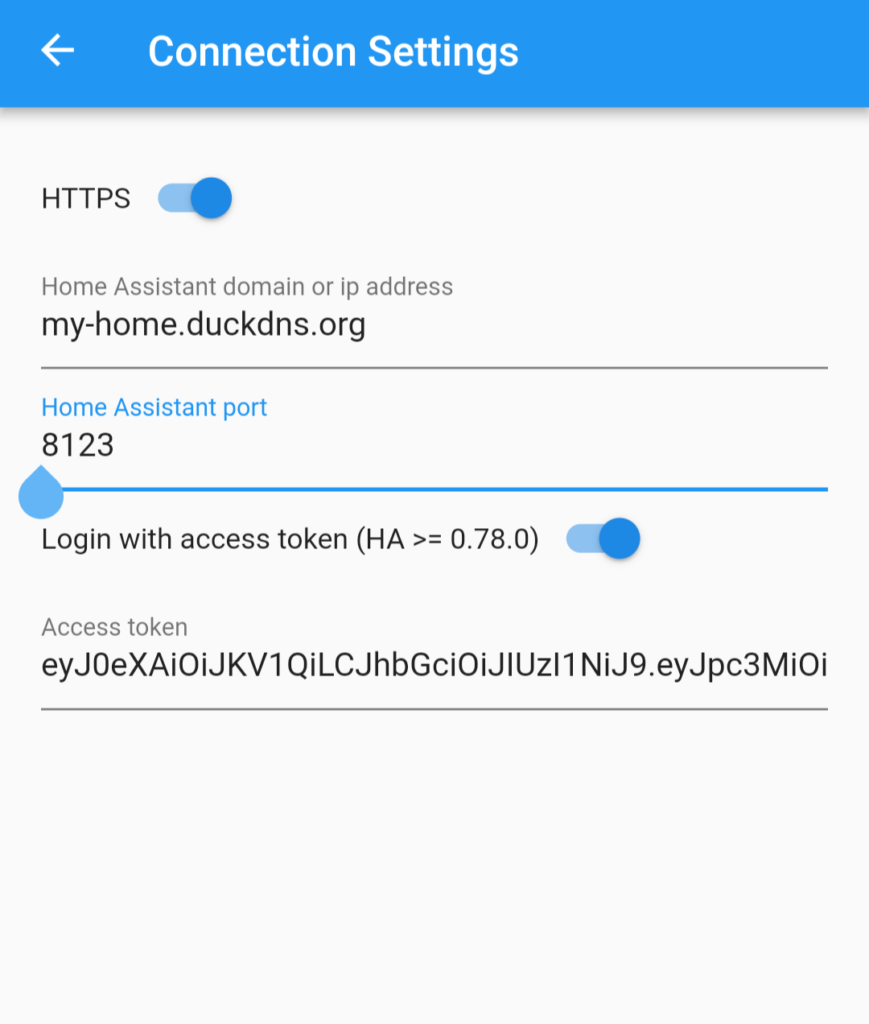 Connection Settings
HTTPS
Home Assistant domain or ip address
my-home.duckdns.org
Home Assistant port
8123
Login with access token (HA >= 0.78.0)
Access token
eyJ0eXAiOiJKV1QiLCJhbGciOiJIUzI1NiJ9.eyJpc3MiOi